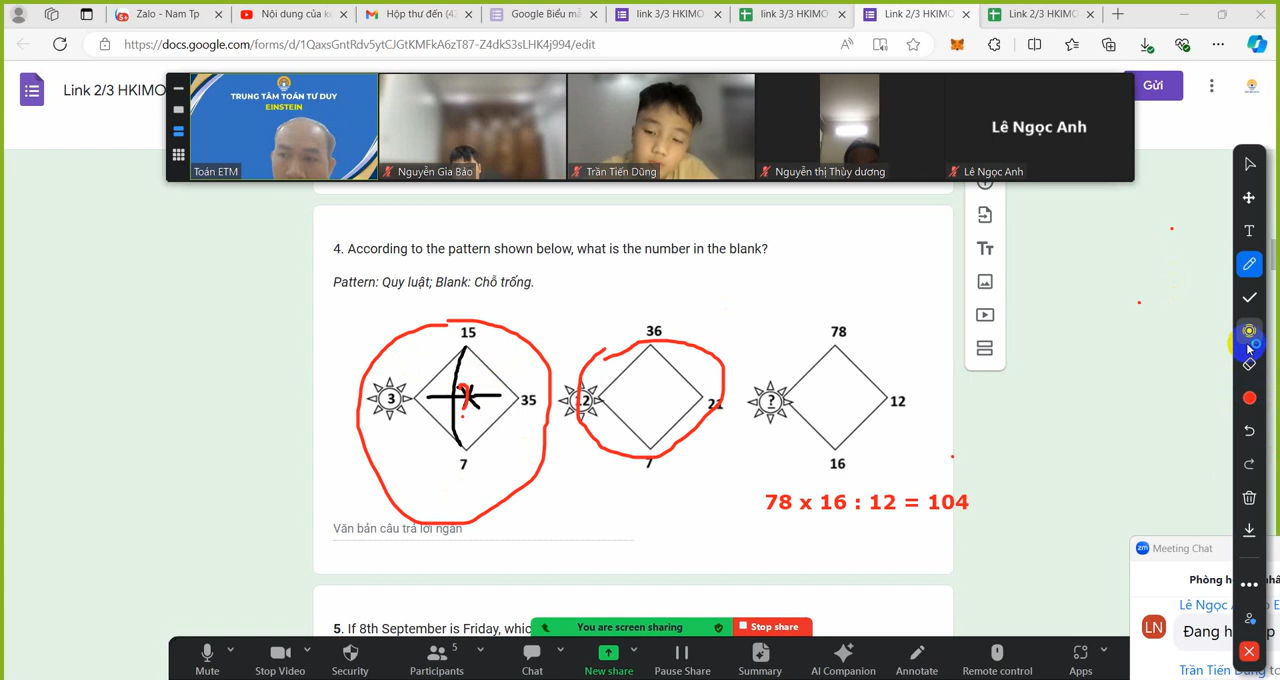 Zalo - Nam Tp
Nội dung của k
Hộp thư đến (4
Google Biểu m
link 3/3 HKIMO
link 3/3 HKIMO
Link 2/3 HKIMO
Link 2/3 HKIMO
https://docs.google.com/forms/d/1QaxsGntRdv5ytCJGtKMFkA6zT87-Z4dkS3sLHK4j994/edit
Link 2/3 HKIMO
Gửi
TRUNG TÂM TOÁN TƯ DUY
EINSTEIN
Toán ETM
Nguyễn Gia Bảo
Trần Tiến Dũng
Nguyễn thị Thùy dương
Lê Ngọc Anh
Lê Ngọc Anh
4. According to the pattern shown below, what is the number in the blank?
Pattern: Quy luật; Blank: Chỗ trống.
15 36 78
3 35 12 21 ? 12
7 7 16
?
78 x 16 : 12 = 104
Văn bản câu trả lời ngắn
5. If 8th September is Friday, whic
You are screen sharing
Stop share
Meeting Chat
Phòng h
Lê Ngọc
LN
Đang h
Trần Tiến Dũng to
Mute
Stop Video
Security
5
Participants
Chat
New share
Pause Share
Summary
AI Companion
Annotate
Remote control
Apps